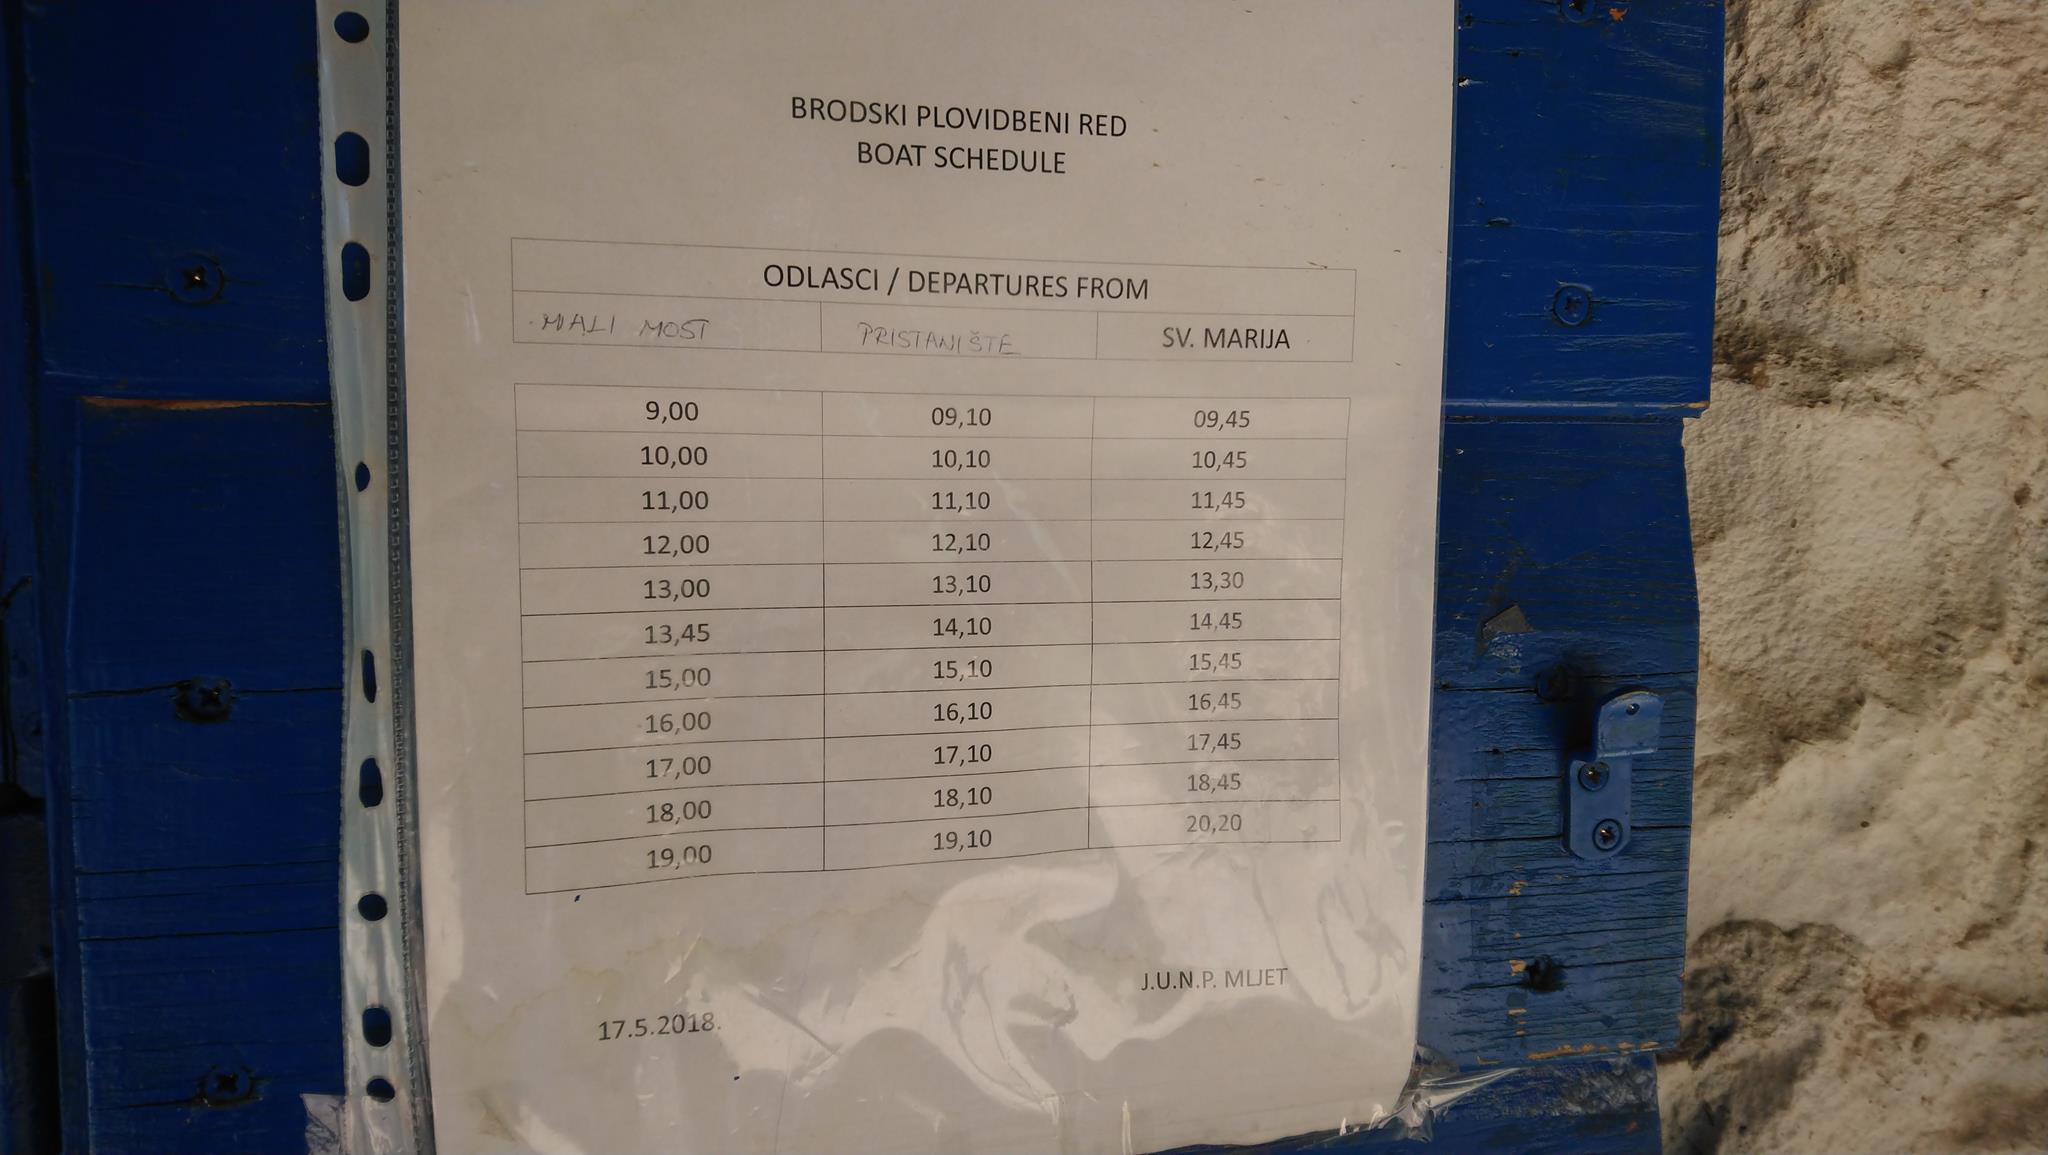 BRODSKI PLOVIDBENI RED
BOAT SCHEDULE
ODLASCI / DEPARTURES FROM
MALI MOST PRISTANIŠTE SV. MARIJA
9,00 09,10 09,45
10,00 10,10 10,45
11,00 11,10 11,45
12,00 12,10 12,45
13,00 13,10 13,30
13,45 14,10 14,45
15,00 15,10 15,45
16,00 16,10 16,45
17,00 17,10 17,45
18,00 18,10 18,45
19,00 19,10 20,20
J.U.N.P. MLJET
17.5.2018.